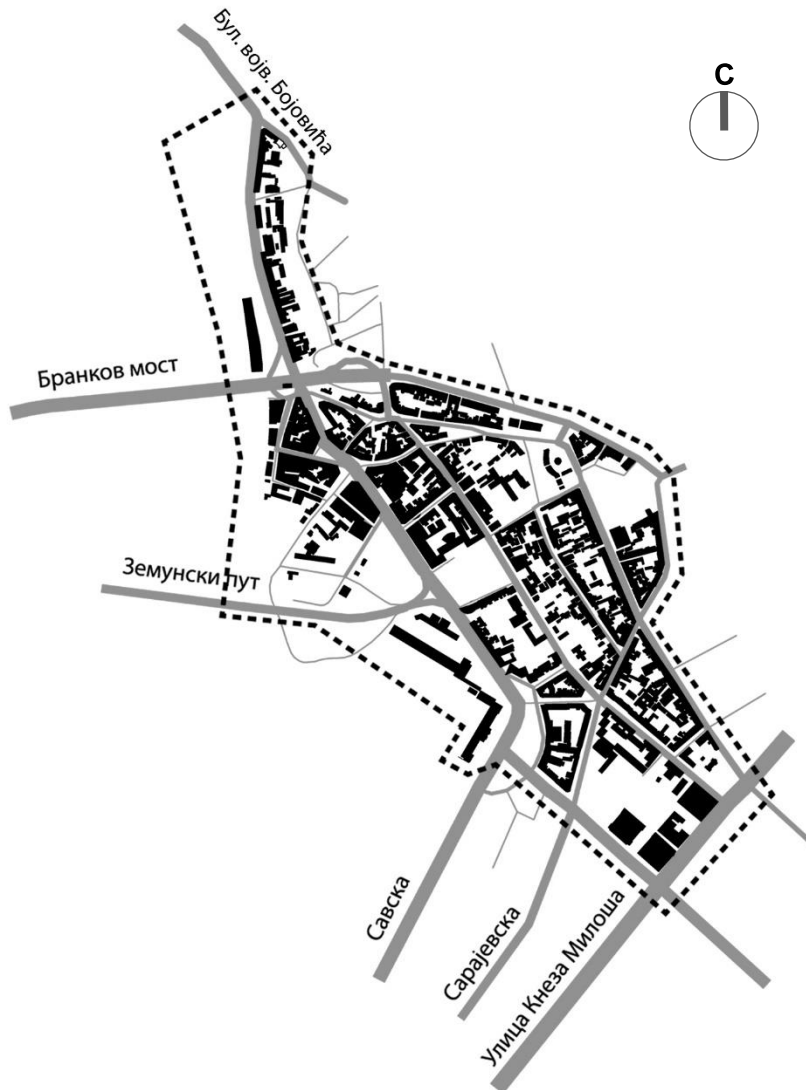 Бул. војв. Бојовића
С
Бранков мост
Земунски пут
Савска
Сарајевска
Улица Кнеза Милоша